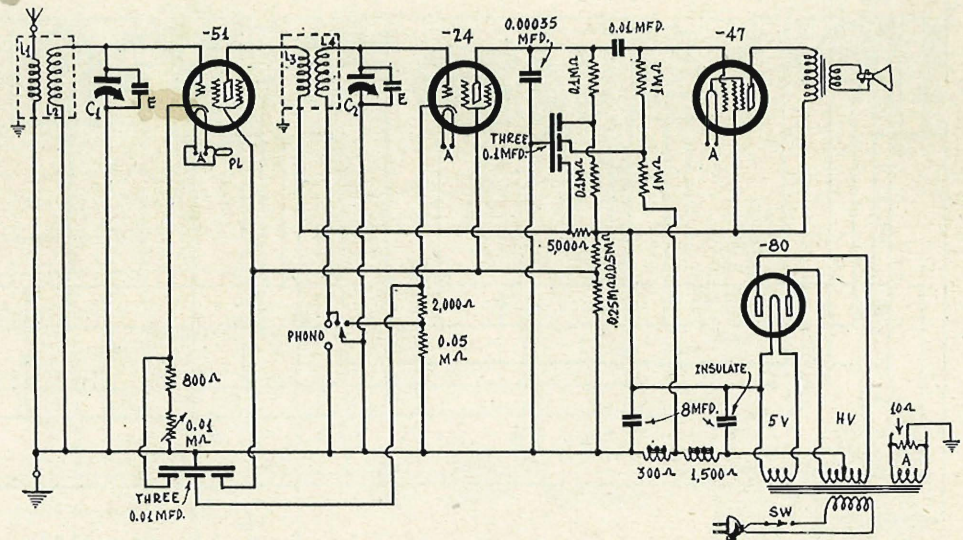 -51
-24
0.00035
MFD.
0.01 MFD.
-47
L1
L2
L3
L4
C1
E
C2
E
0.1MΩ
1MΩ
A
PL
A
THREE
0.1MFD.
0.1MΩ
1MΩ
A
5,000Ω
0.05MΩ
.025MΩ
-80
2,000Ω
PHONO
0.05
MΩ
800Ω
0.01
MΩ
INSULATE
8MFD.
5V
HV
10Ω
A
300Ω
1,500Ω
THREE
0.01MFD.
SW